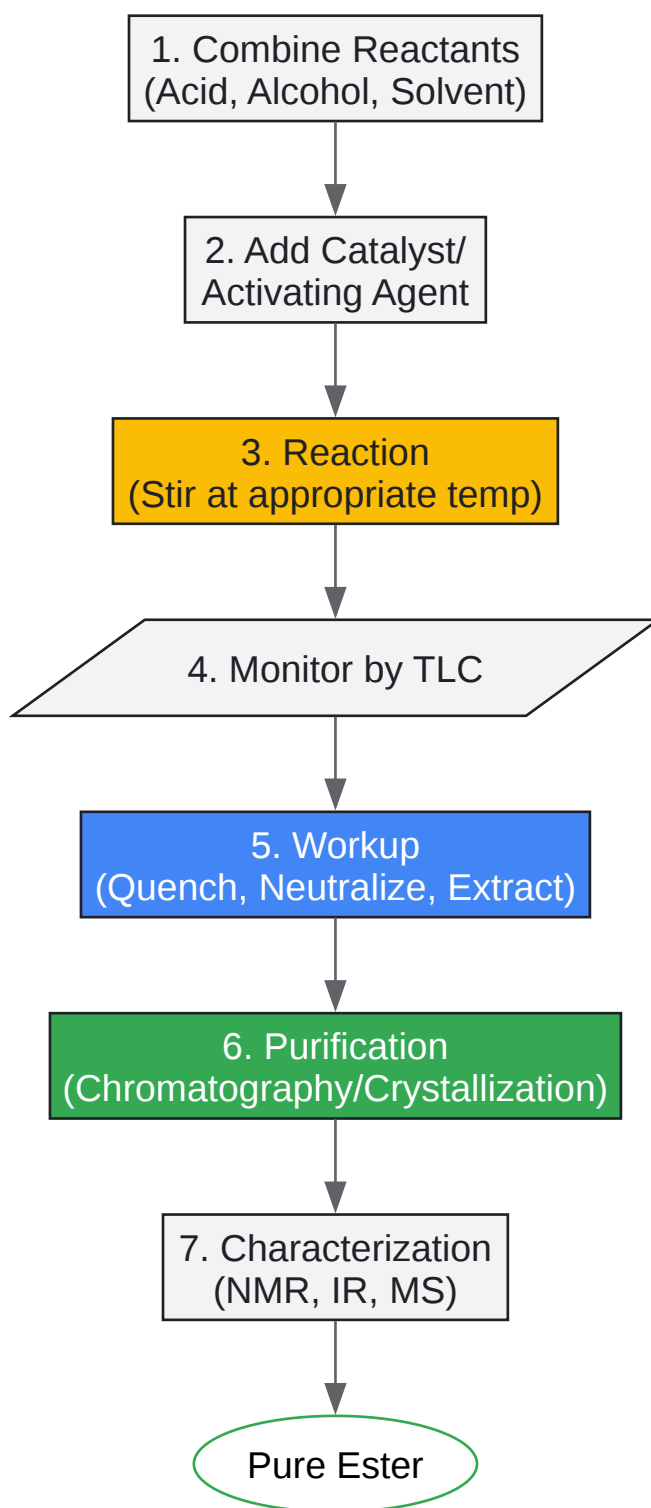 1. Combine Reactants
(Acid, Alcohol, Solvent)
2. Add Catalyst/
Activating Agent
3. Reaction
(Stir at appropriate temp)
4. Monitor by TLC
5. Workup
(Quench, Neutralize, Extract)
6. Purification
(Chromatography/Crystallization)
7. Characterization
(NMR, IR, MS)
Pure Ester